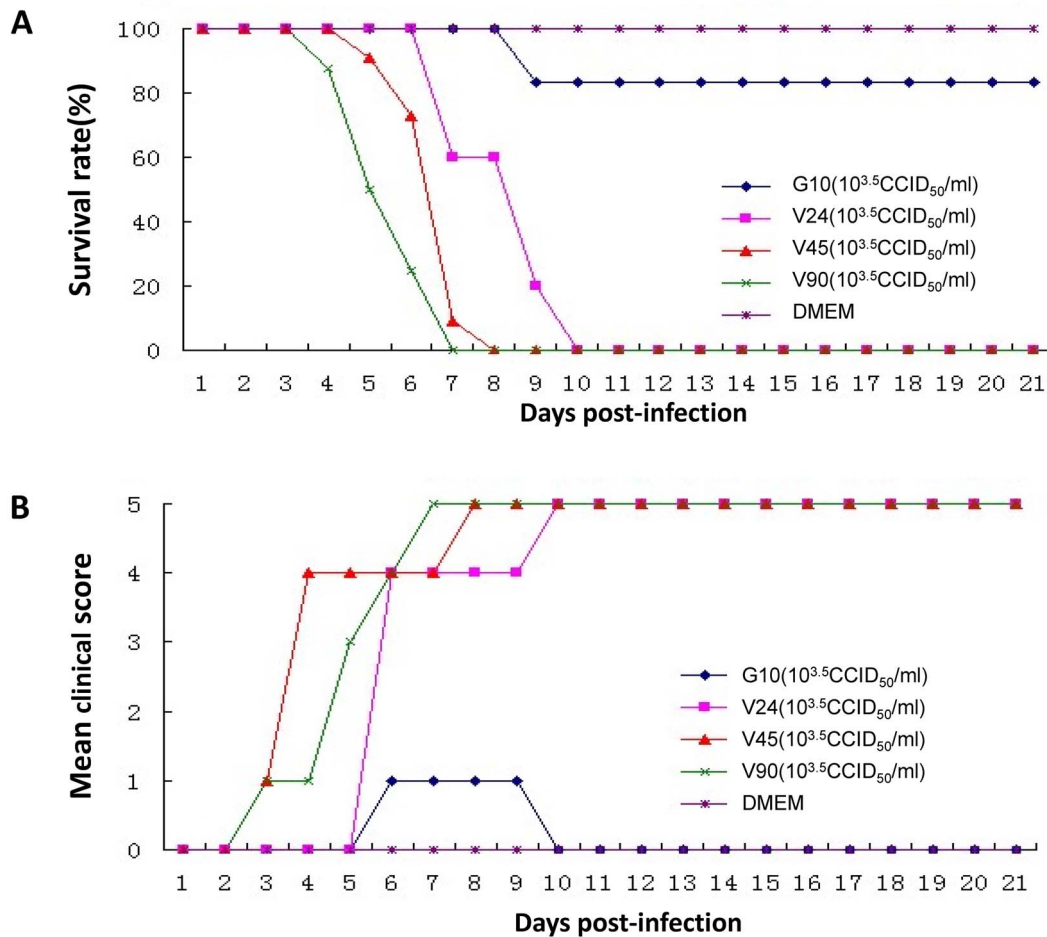 A
Survival rate(%)
100
80
60
40
20
0
G10(10^3.5CCID₅₀/ml)
V24(10^3.5CCID₅₀/ml)
V45(10^3.5CCID₅₀/ml)
V90(10^3.5CCID₅₀/ml)
DMEM
1 2 3 4 5 6 7 8 9 10 11 12 13 14 15 16 17 18 19 20 21
Days post-infection
B
Mean clinical score
5
4
3
2
1
0
G10(10^3.5CCID₅₀/ml)
V24(10^3.5CCID₅₀/ml)
V45(10^3.5CCID₅₀/ml)
V90(10^3.5CCID₅₀/ml)
DMEM
1 2 3 4 5 6 7 8 9 10 11 12 13 14 15 16 17 18 19 20 21
Days post-infection